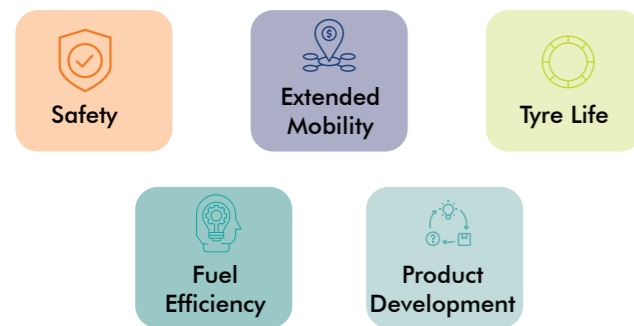 Safety
Extended
Mobility
Tyre Life
Fuel
Efficiency
Product
Development